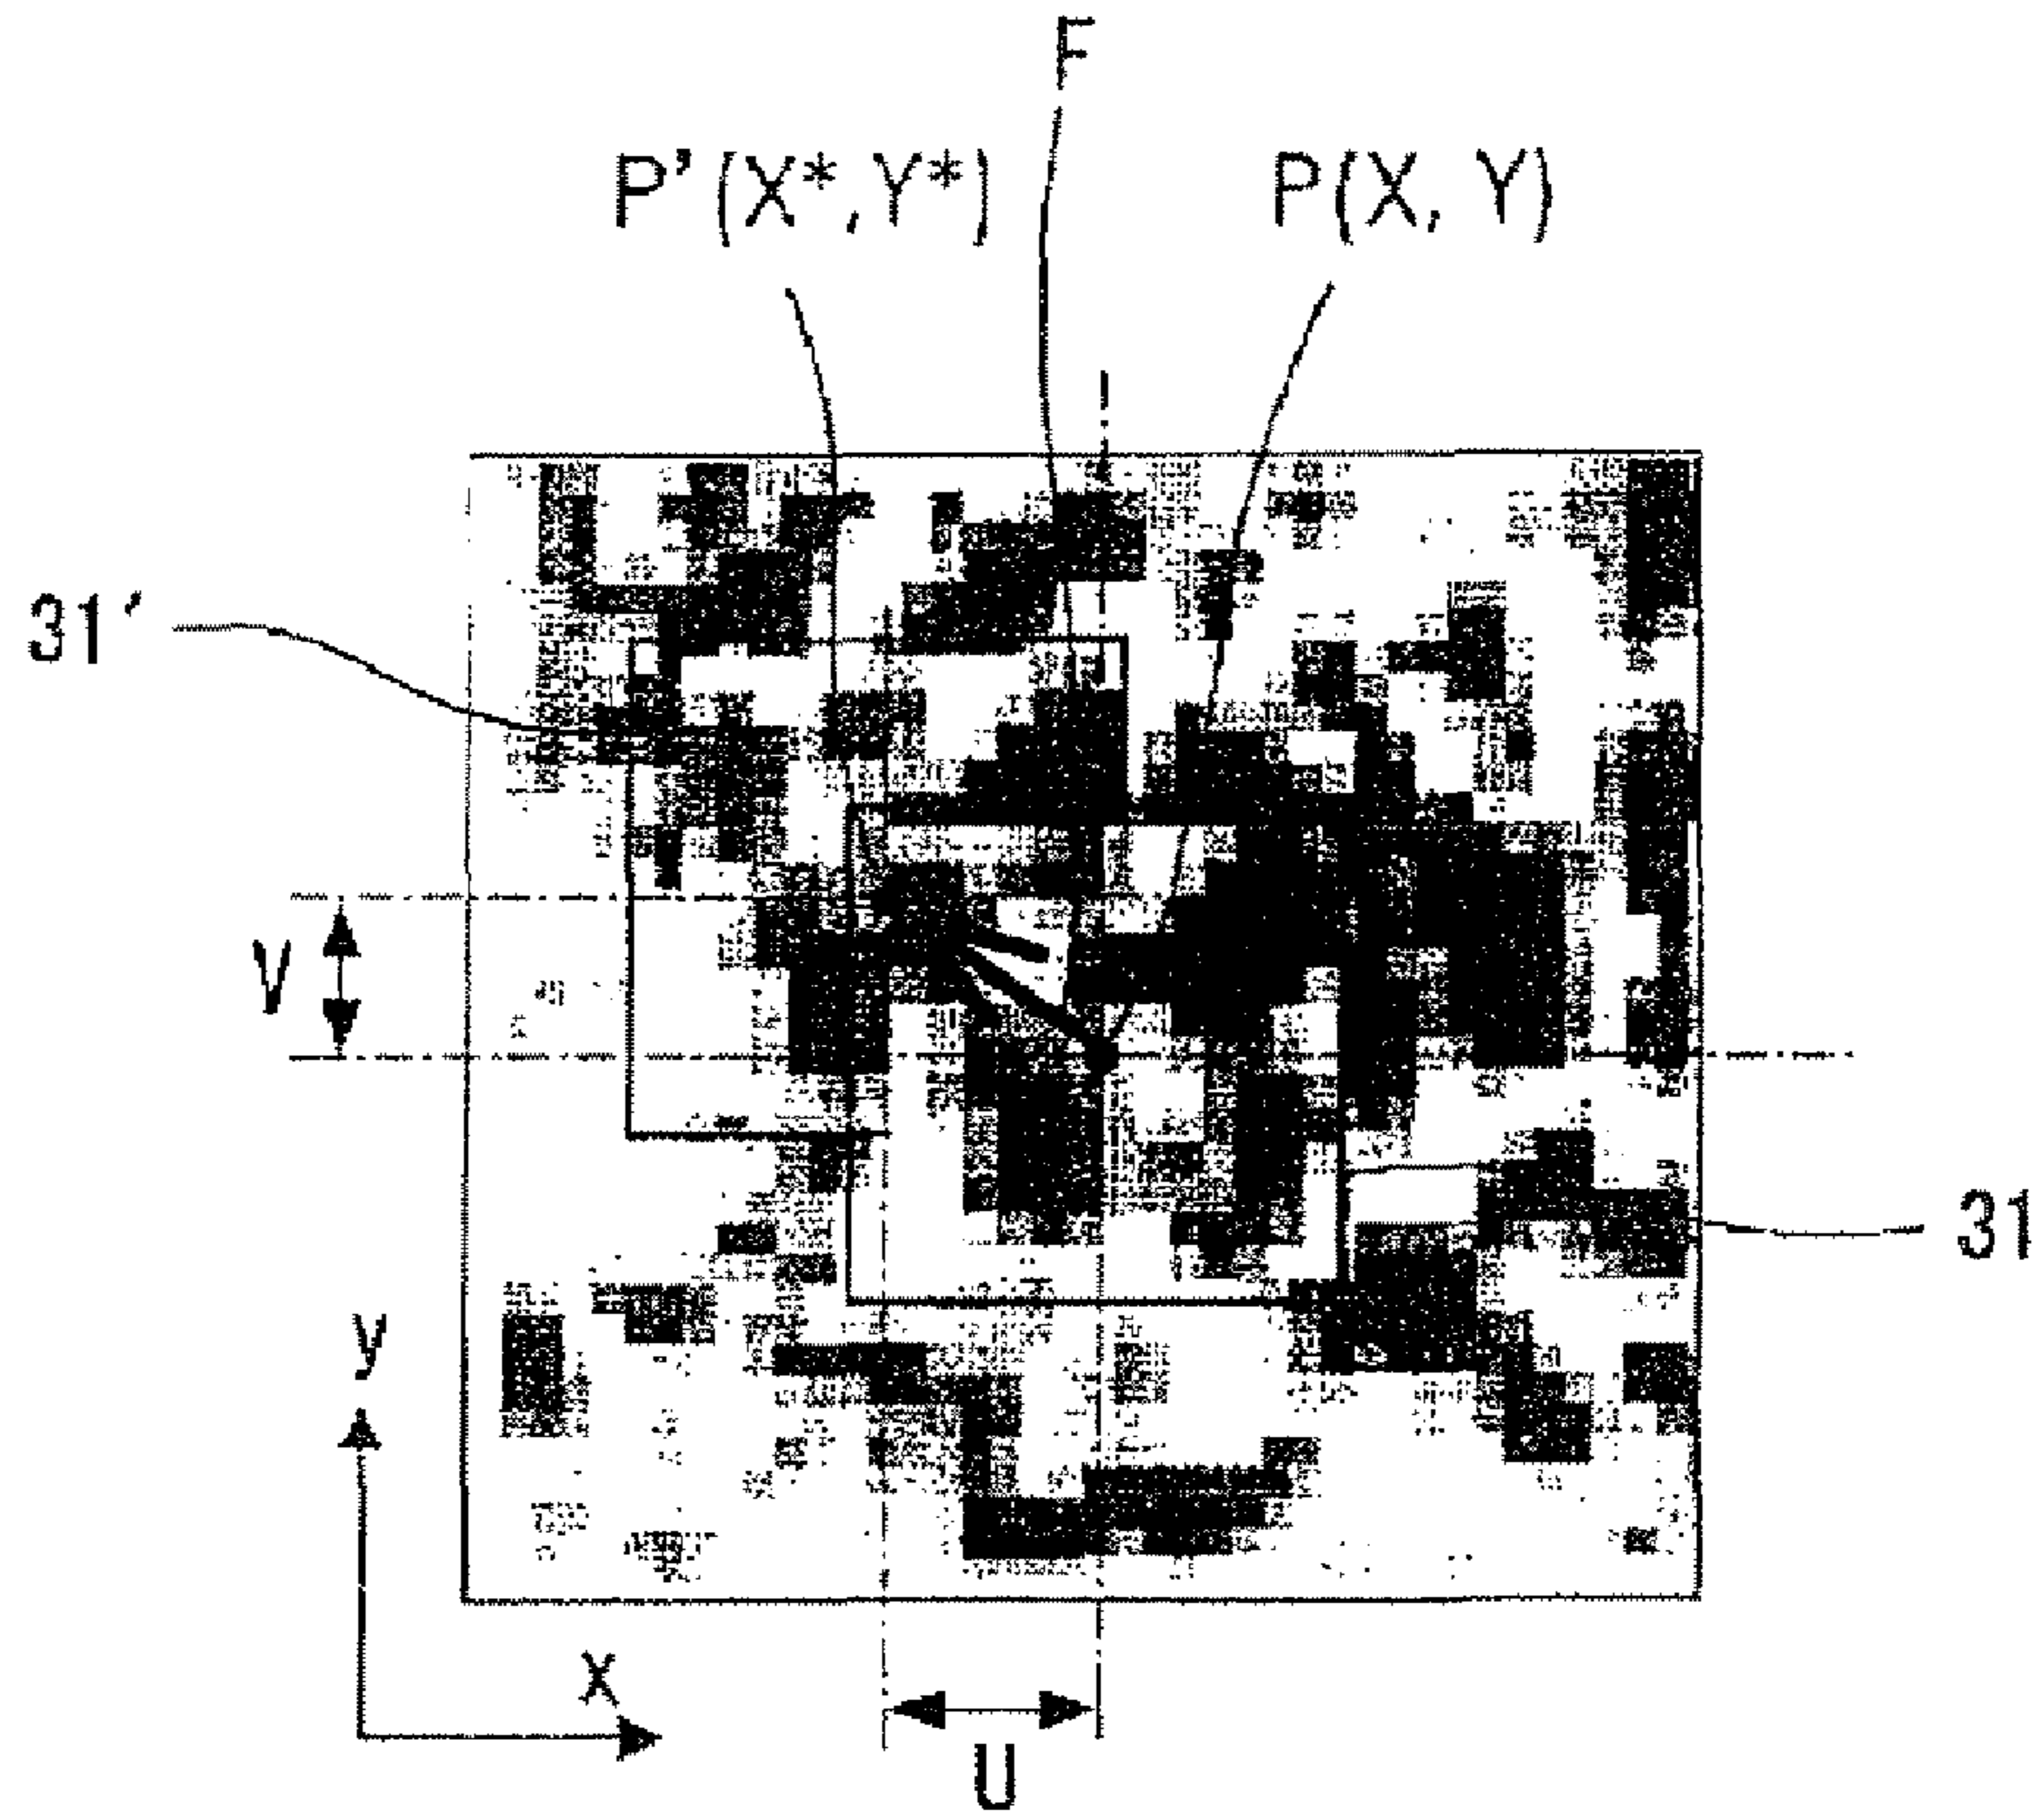 F
P'(X*,Y*) P(X, Y)
31'
V
31
y
x
U